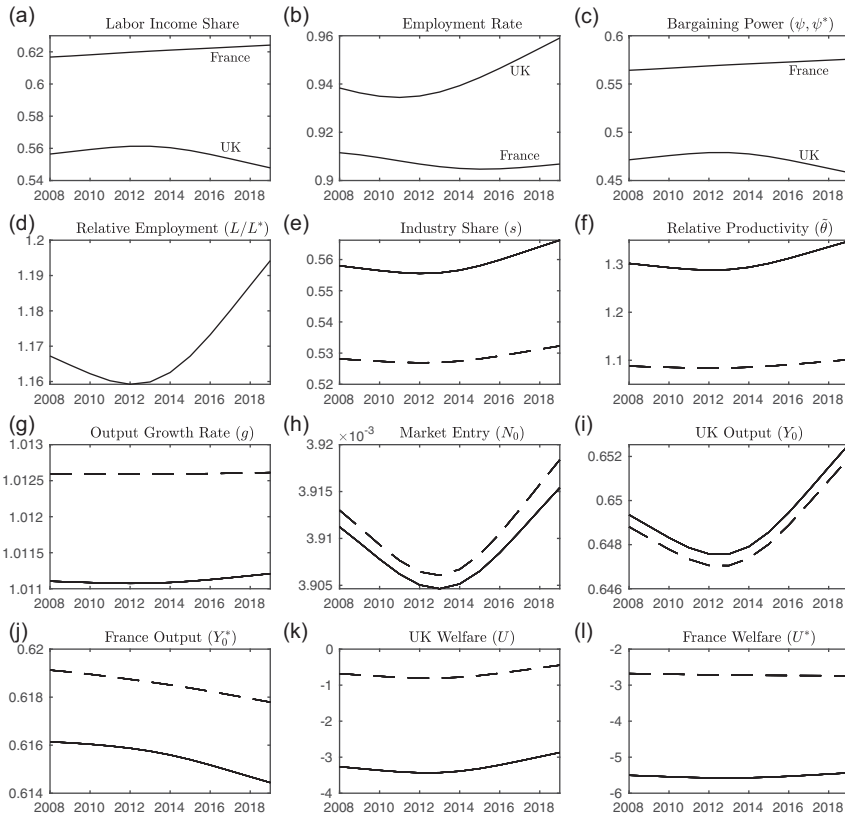 (a) Labor Income Share
0.62
France
0.6
0.58
0.56
UK
0.54
2008 2010 2012 2014 2016 2018
(b) Employment Rate
0.96
UK
0.94
0.92
France
0.9
2008 2010 2012 2014 2016 2018
(c) Bargaining Power (ψ, ψ*)
0.6
France
0.55
0.5
UK
0.45
2008 2010 2012 2014 2016 2018
(d) Relative Employment (L/L*)
1.2
1.19
1.18
1.17
1.16
2008 2010 2012 2014 2016 2018
(e) Industry Share (s)
0.56
0.55
0.54
0.53
0.52
2008 2010 2012 2014 2016 2018
(f) Relative Productivity (θ̃)
1.3
1.2
1.1
2008 2010 2012 2014 2016 2018
(g) Output Growth Rate (g)
1.013
1.0125
1.012
1.0115
1.011
2008 2010 2012 2014 2016 2018
(h) Market Entry (N₀)
×10⁻³
3.92
3.915
3.91
3.905
2008 2010 2012 2014 2016 2018
(i) UK Output (Y₀)
0.652
0.65
0.648
0.646
2008 2010 2012 2014 2016 2018
(j) France Output (Y₀*)
0.62
0.618
0.616
0.614
2008 2010 2012 2014 2016 2018
(k) UK Welfare (U)
0
-1
-2
-3
-4
2008 2010 2012 2014 2016 2018
(l) France Welfare (U*)
-2
-3
-4
-5
-6
2008 2010 2012 2014 2016 2018